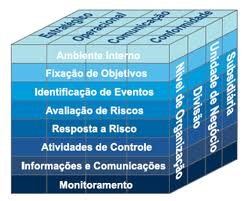 Estratégico
Operacional
Comunicação
Conformidade
Ambiente Interno
Fixação de Objetivos
Identificação de Eventos
Avaliação de Riscos
Resposta a Risco
Atividades de Controle
Informações e Comunicações
Monitoramento
Nível de Organização
Divisão
Unidade de Negócio
Subsidiária